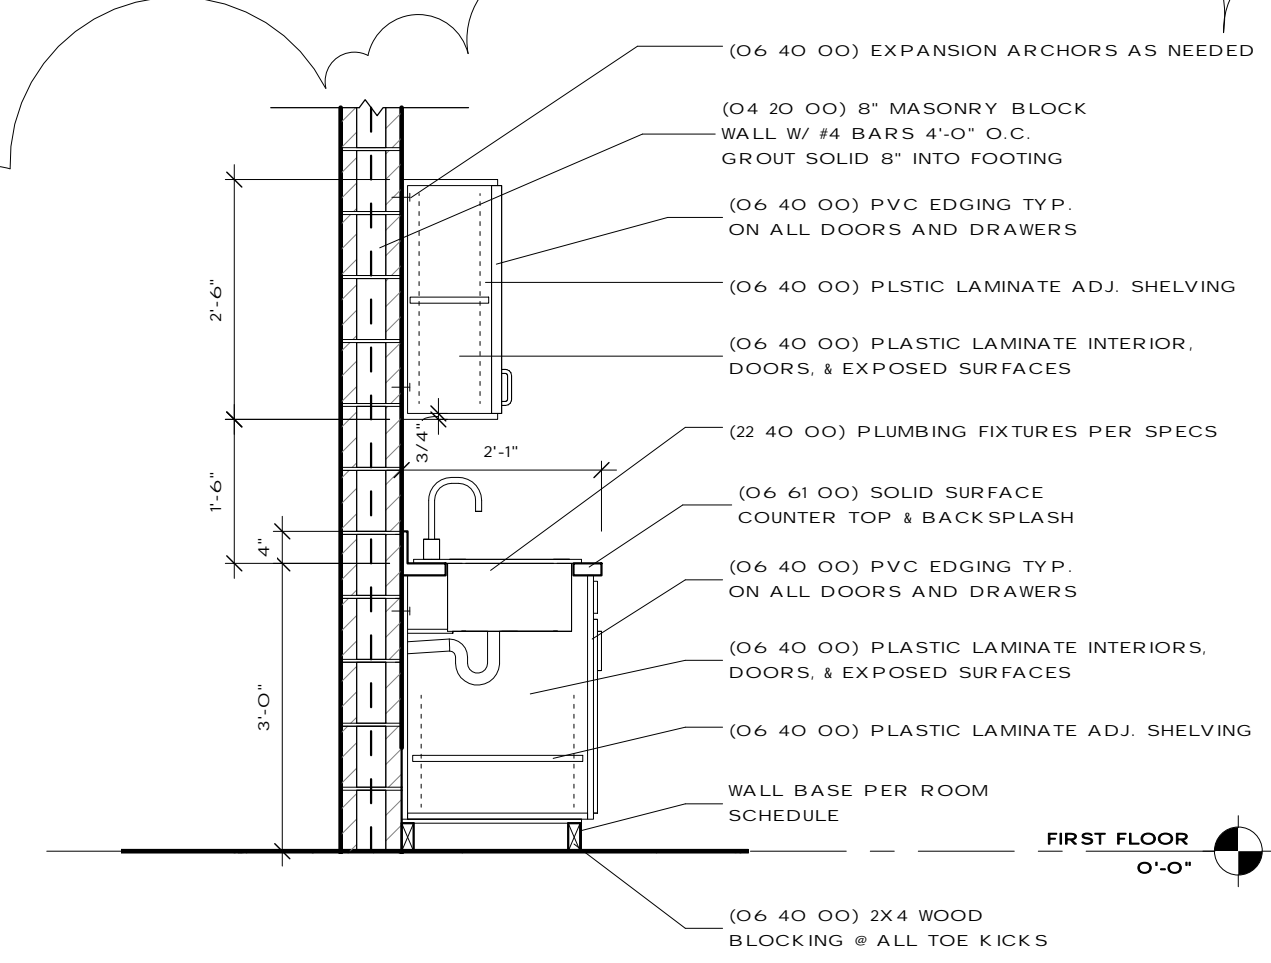 (06 40 00) EXPANSION ARCHORS AS NEEDED
(04 20 00) 8" MASONRY BLOCK
WALL W/ #4 BARS 4'-0" O.C.
GROUT SOLID 8" INTO FOOTING
(06 40 00) PVC EDGING TYP.
ON ALL DOORS AND DRAWERS
(06 40 00) PLSTIC LAMINATE ADJ. SHELVING
(06 40 00) PLASTIC LAMINATE INTERIOR,
DOORS, & EXPOSED SURFACES
(22 40 00) PLUMBING FIXTURES PER SPECS
(06 61 00) SOLID SURFACE
COUNTER TOP & BACKSPLASH
(06 40 00) PVC EDGING TYP.
ON ALL DOORS AND DRAWERS
(06 40 00) PLASTIC LAMINATE INTERIORS,
DOORS, & EXPOSED SURFACES
(06 40 00) PLASTIC LAMINATE ADJ. SHELVING
WALL BASE PER ROOM
SCHEDULE
(06 40 00) 2X4 WOOD
BLOCKING @ ALL TOE KICKS
2'-6"
3/4"
2'-1"
1'-6"
4"
3'-0"
FIRST FLOOR
0'-0"